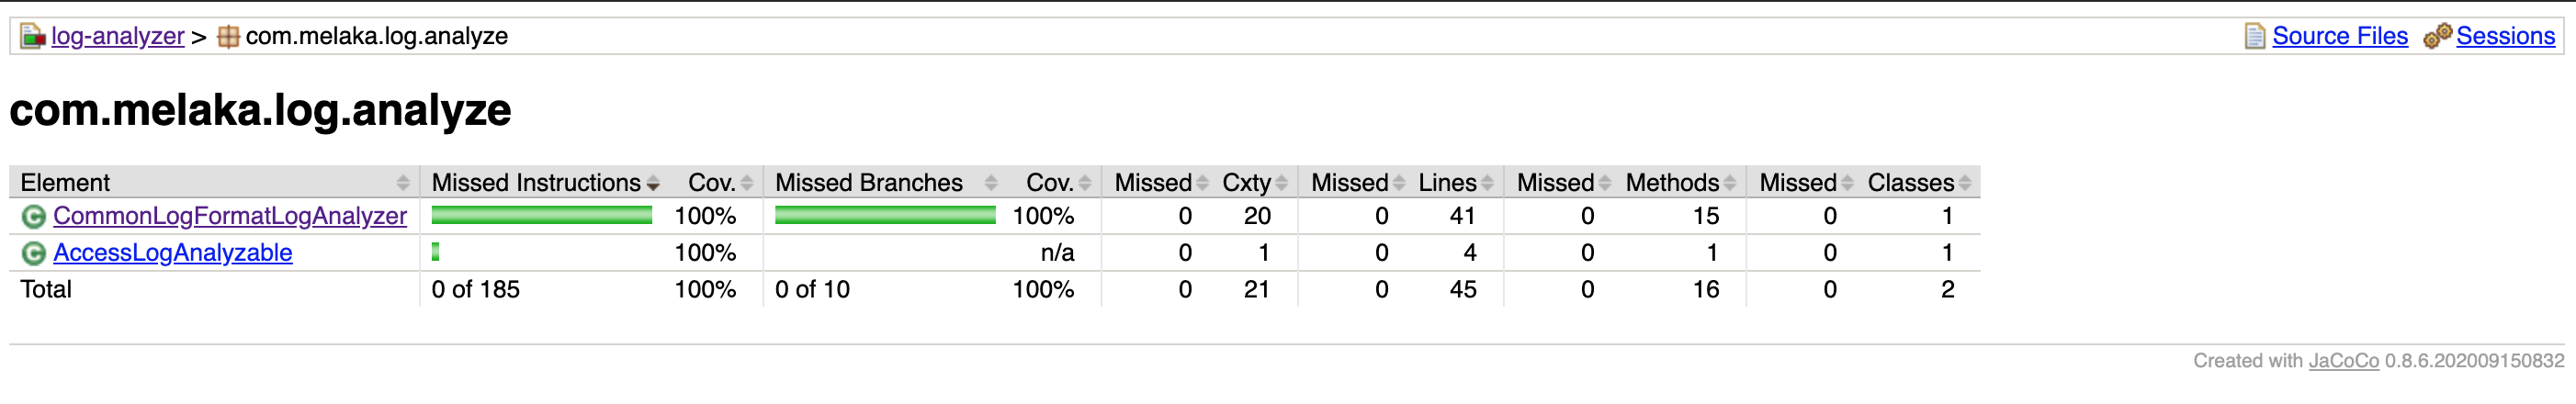 log-analyzer > com.melaka.log.analyze Source Files Sessions
com.melaka.log.analyze
Element Missed Instructions Cov. Missed Branches Cov. Missed Cxty Missed Lines Missed Methods Missed Classes
C CommonLogFormatLogAnalyzer 100% 100% 0 20 0 41 0 15 0 1
C AccessLogAnalyzable 100% n/a 0 1 0 4 0 1 0 1
Total 0 of 185 100% 0 of 10 100% 0 21 0 45 0 16 0 2
Created with JaCoCo 0.8.6.202009150832